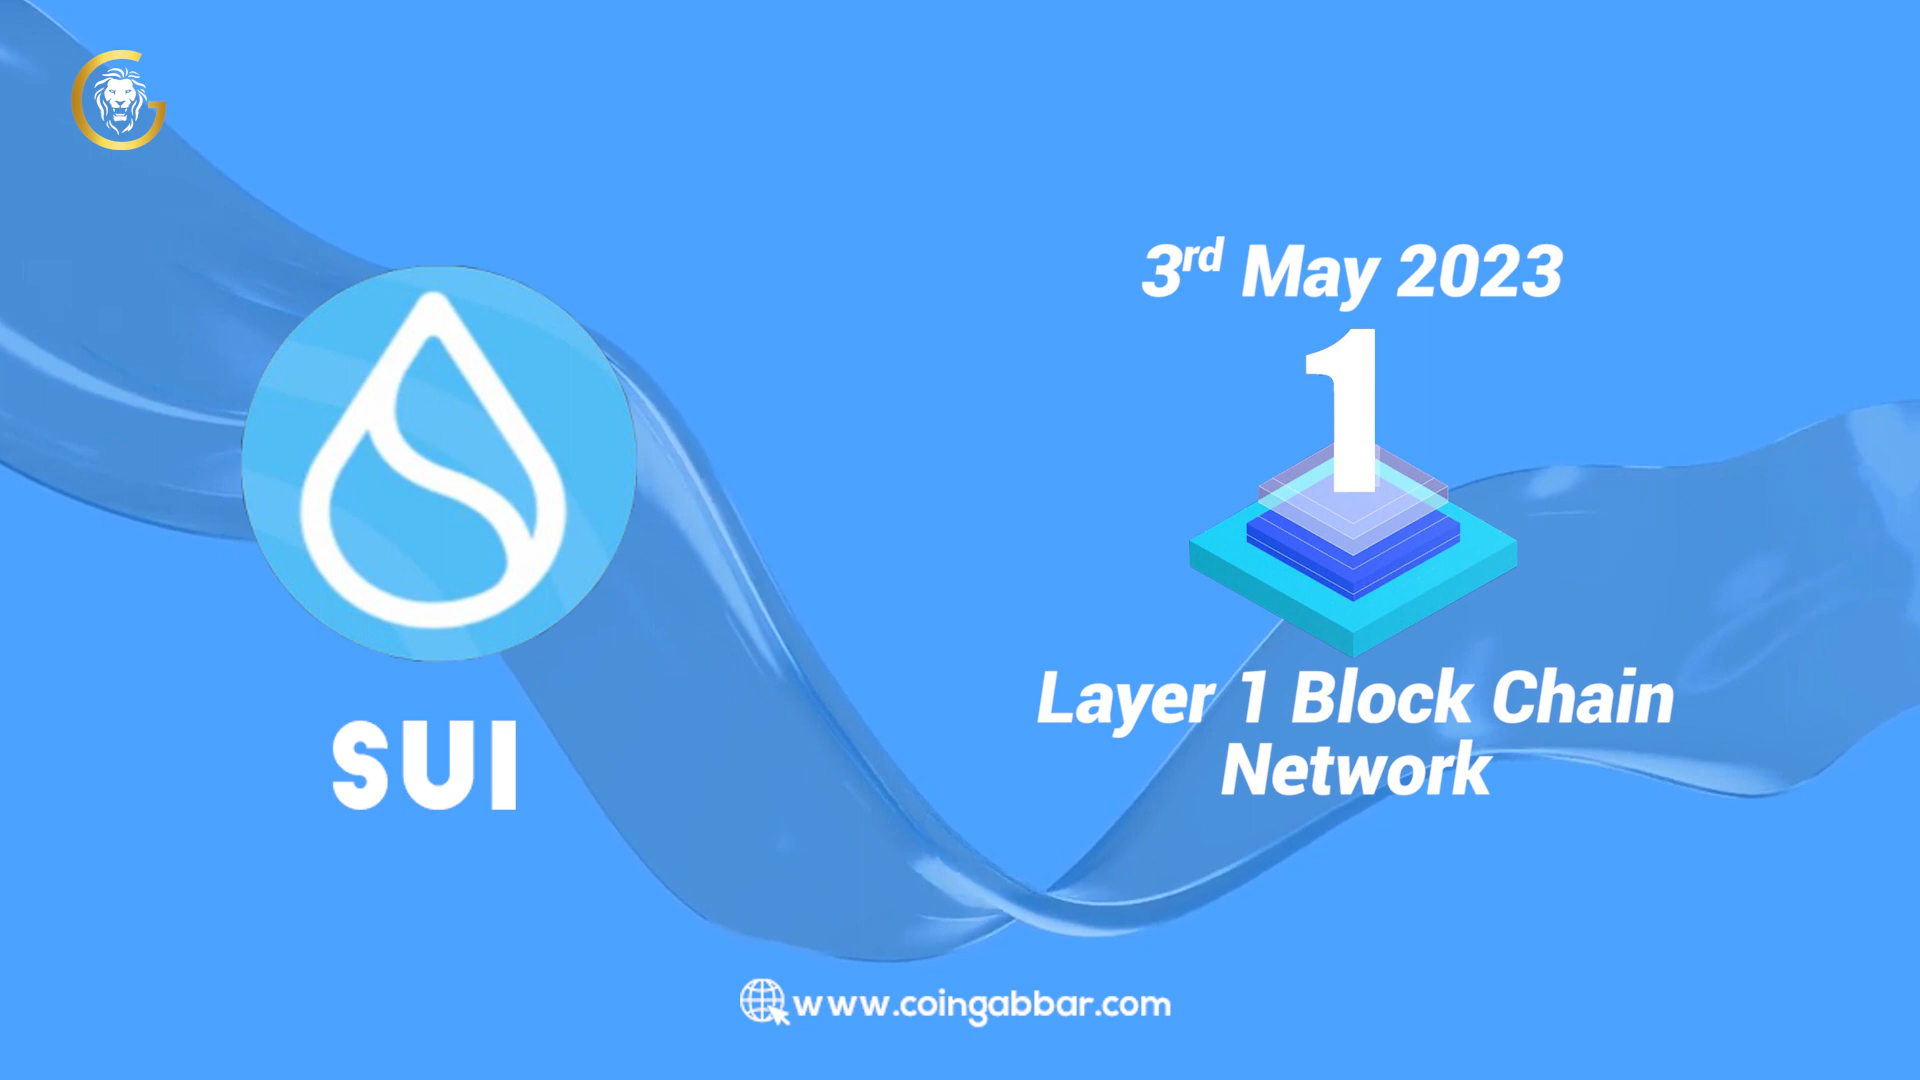 SUI
3rd May 2023
1
Layer 1 Block Chain
Network
www.coingabbar.com